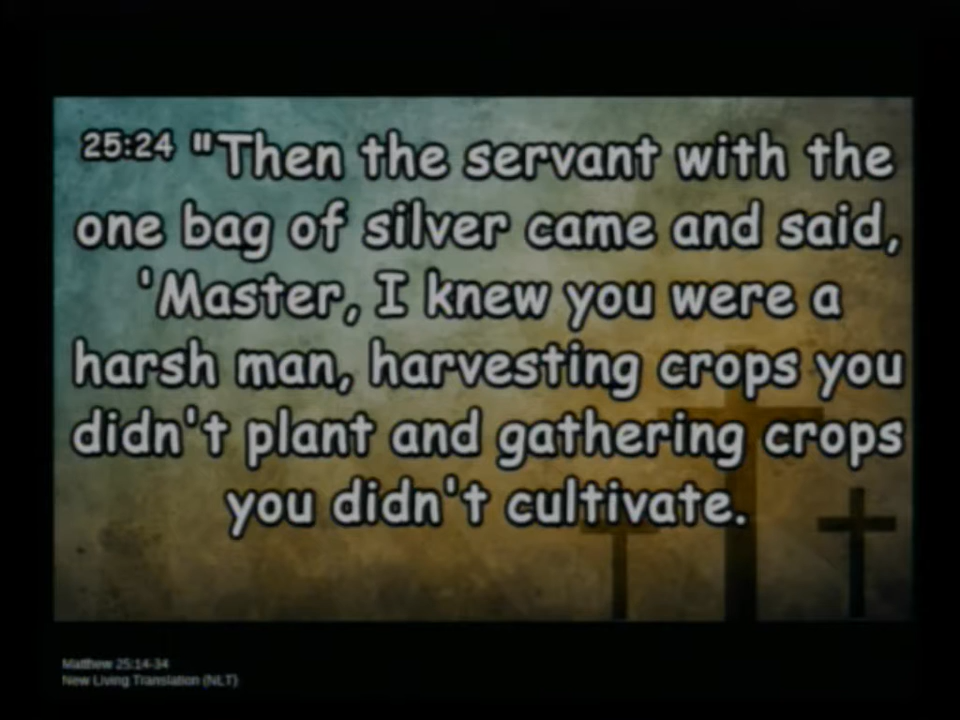 25:24 "Then the servant with the
one bag of silver came and said,
'Master, I knew you were a
harsh man, harvesting crops you
didn't plant and gathering crops
you didn't cultivate.
Matthew 25:14-34
New Living Translation (NLT)